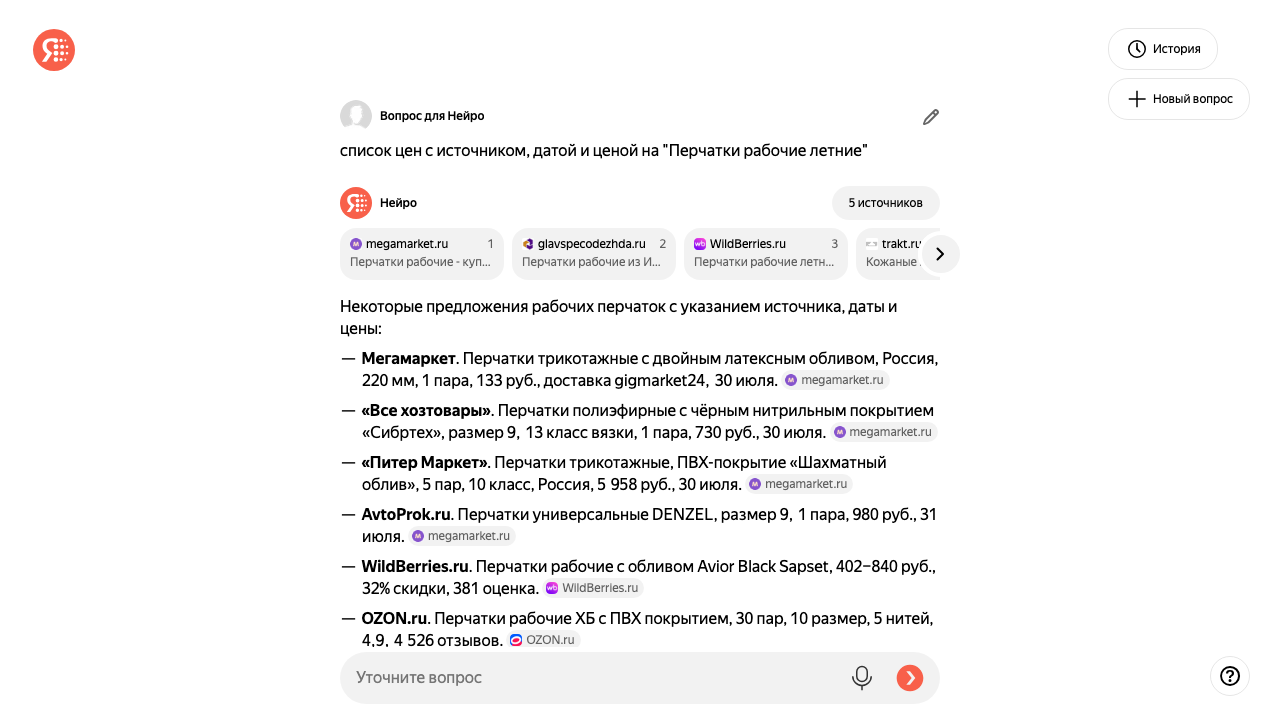 Я
История
Новый вопрос
Вопрос для Нейро
список цен с источником, датой и ценой на "Перчатки рабочие летние"
Я
Нейро
5 источников
megamarket.ru 1
Перчатки рабочие - куп...
glavspecodezhda.ru 2
Перчатки рабочие из И...
WildBerries.ru 3
Перчатки рабочие летн...
trakt.ru
Кожаные
Некоторые предложения рабочих перчаток с указанием источника, даты и
цены:
— Мегамаркет. Перчатки трикотажные с двойным латексным обливом, Россия,
220 мм, 1 пара, 133 руб., доставка gigmarket24, 30 июля. megamarket.ru
— «Все хозтовары». Перчатки полиэфирные с чёрным нитрильным покрытием
«Сибртех», размер 9, 13 класс вязки, 1 пара, 730 руб., 30 июля. megamarket.ru
— «Питер Маркет». Перчатки трикотажные, ПВХ-покрытие «Шахматный
облив», 5 пар, 10 класс, Россия, 5 958 руб., 30 июля. megamarket.ru
— AvtoProk.ru. Перчатки универсальные DENZEL, размер 9, 1 пара, 980 руб., 31
июля. megamarket.ru
— WildBerries.ru. Перчатки рабочие с обливом Avior Black Sapset, 402–840 руб.,
32% скидки, 381 оценка. WildBerries.ru
— OZON.ru. Перчатки рабочие ХБ с ПВХ покрытием, 30 пар, 10 размер, 5 нитей,
4,9, 4 526 отзывов. OZON.ru
Уточните вопрос